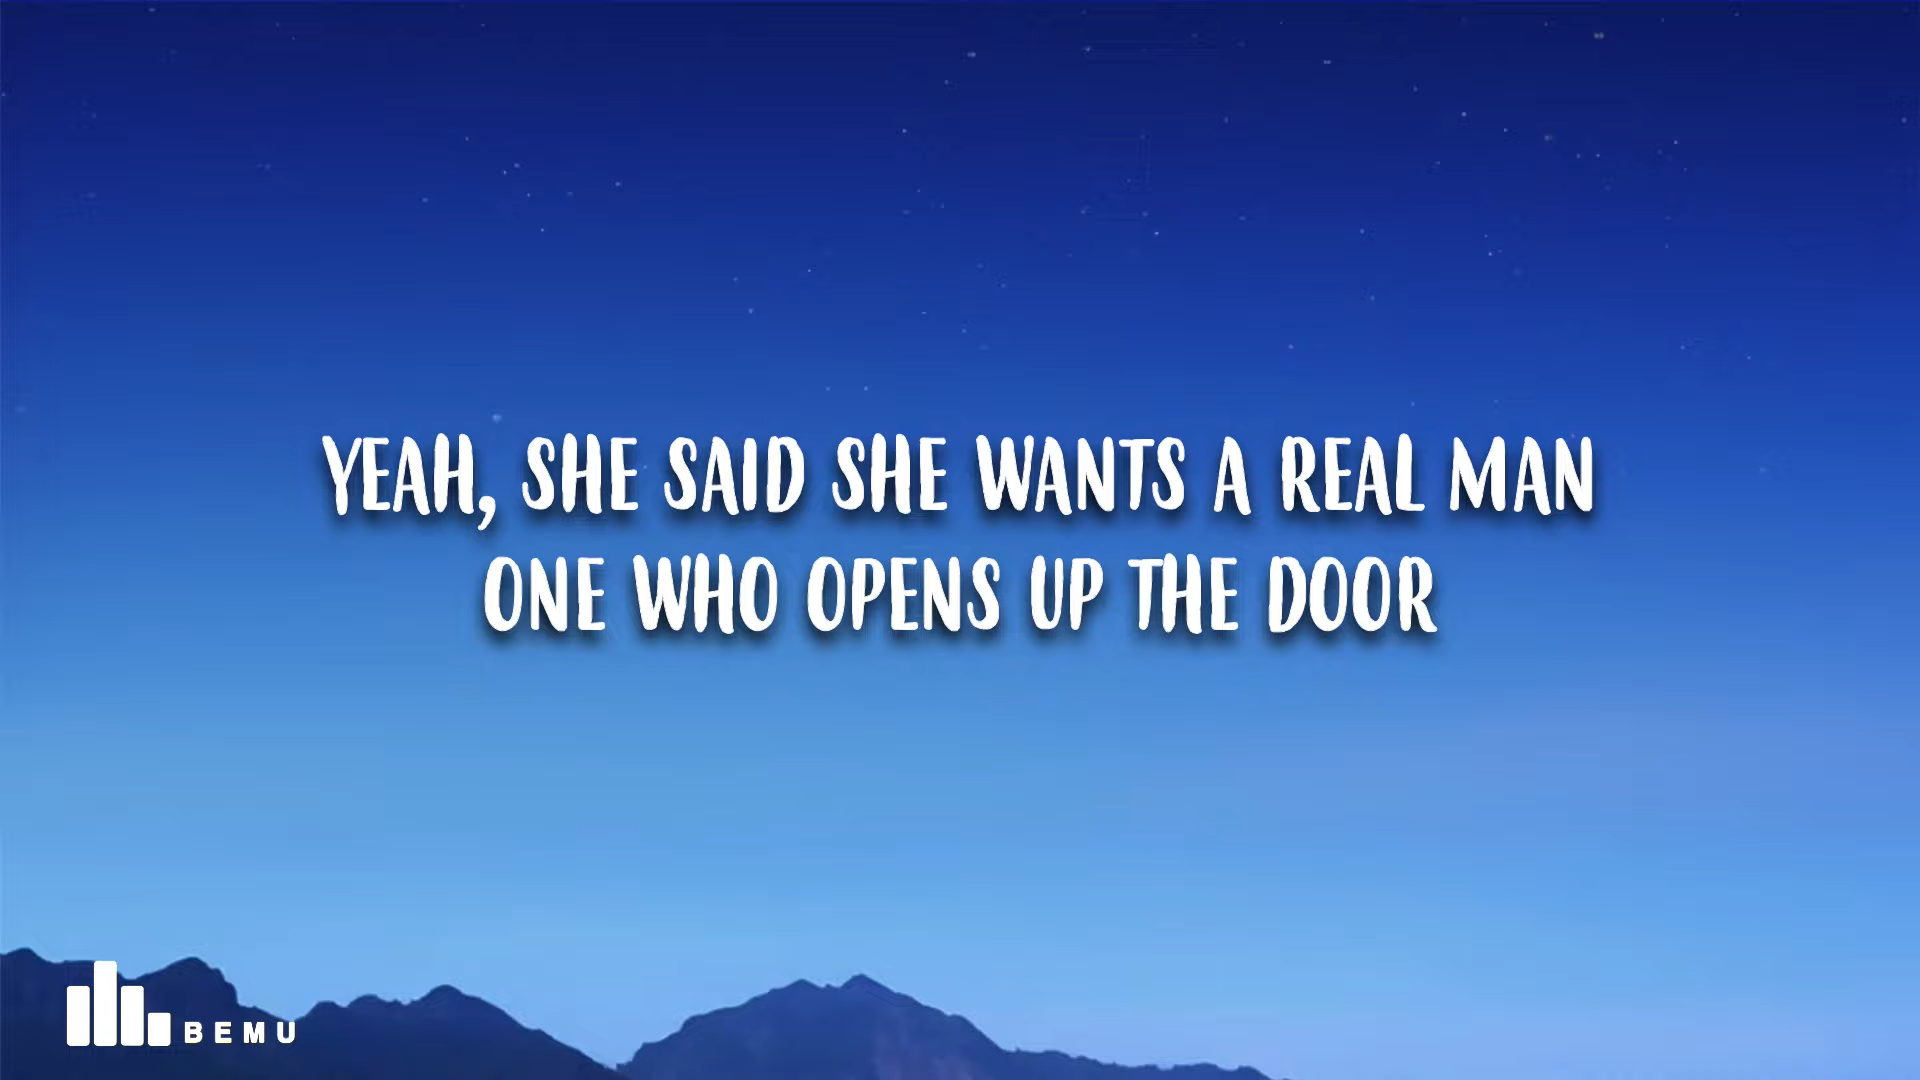 YEAH, SHE SAID SHE WANTS A REAL MAN
ONE WHO OPENS UP THE DOOR
BEMU